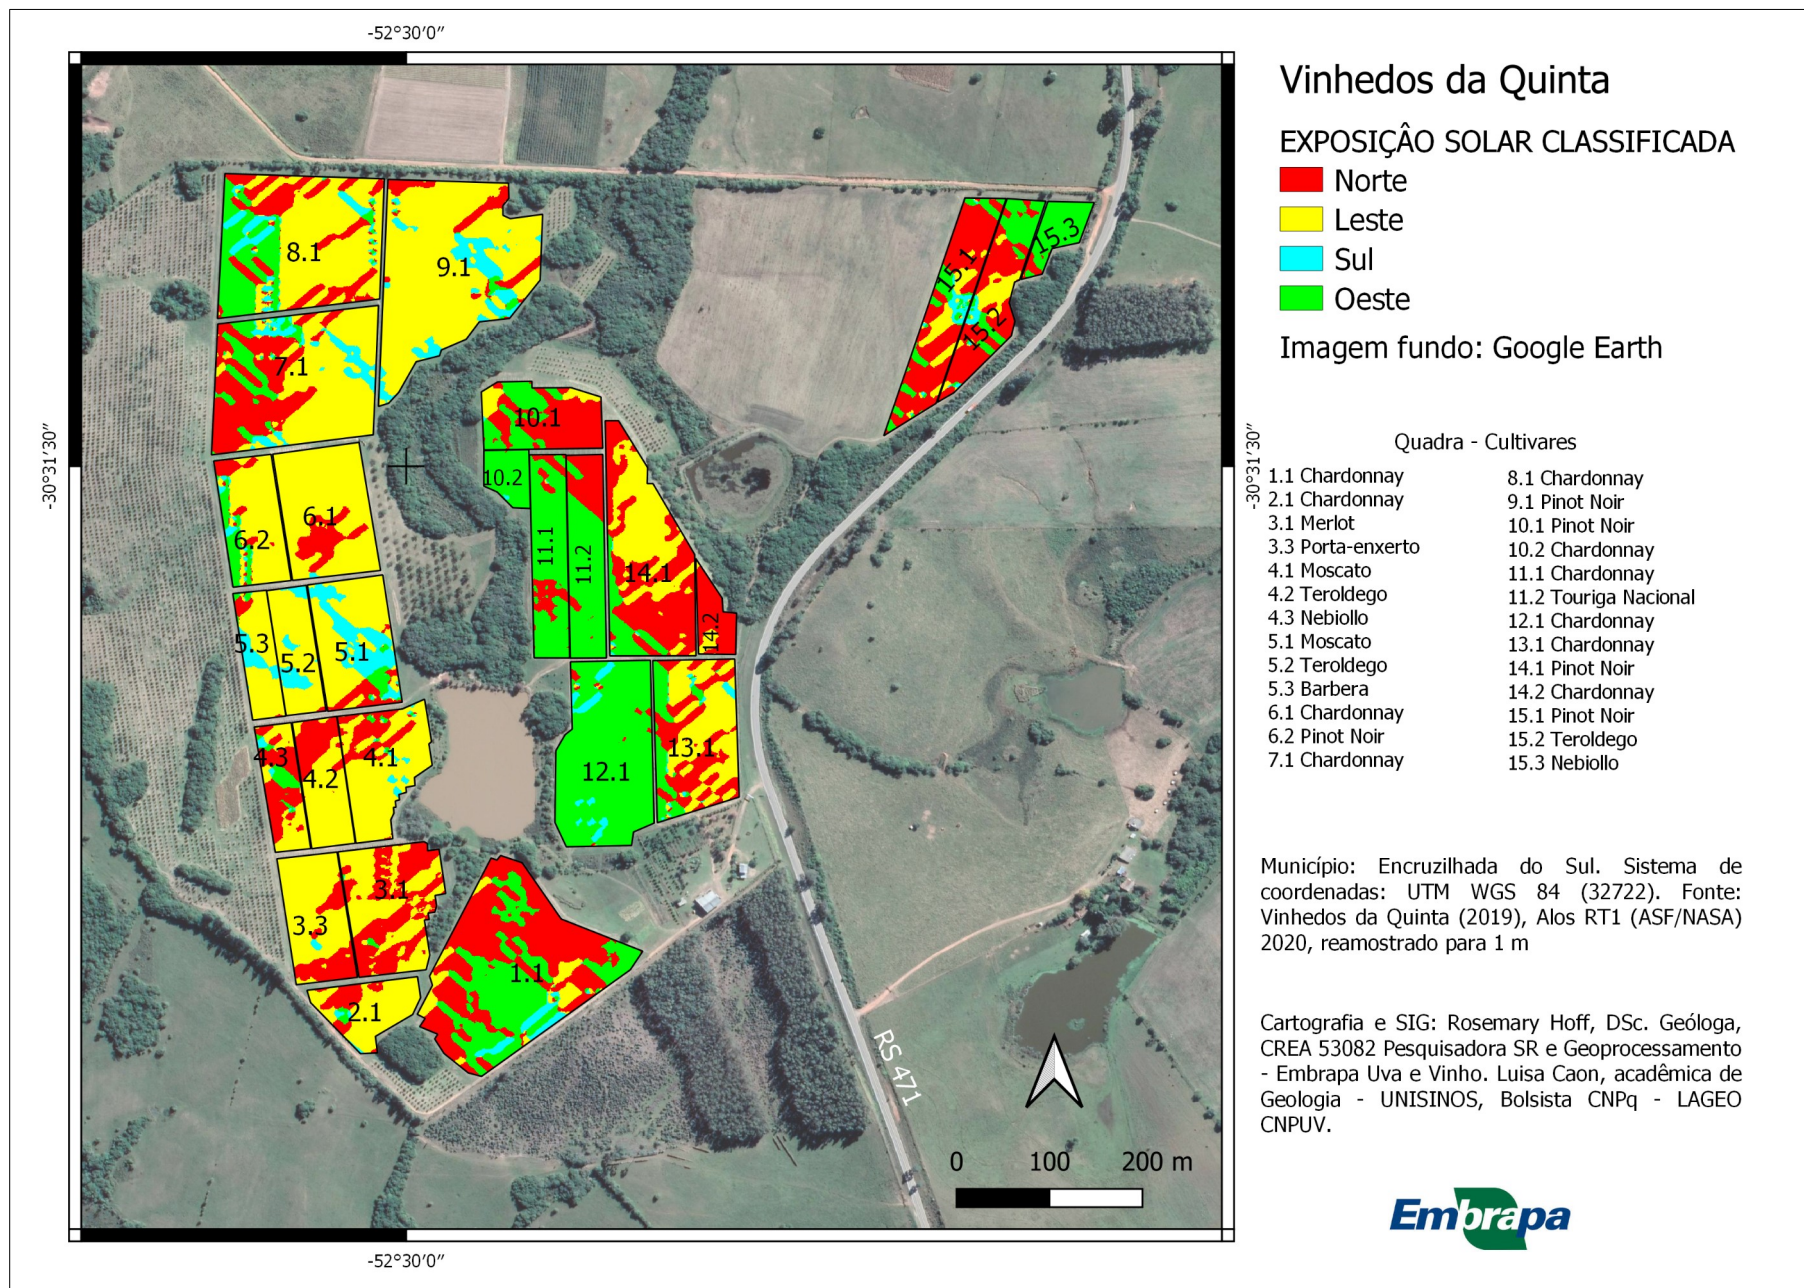 -52°30′0″
Vinhedos da Quinta
EXPOSIÇÂO SOLAR CLASSIFICADA
Norte
Leste
Sul
Oeste
Imagem fundo: Google Earth
8.1
9.1
15.1
15.2
15.3
7.1
10.1
10.2
-30°31′30″
-30°31′30″
6.1
6.2
11.1
11.2
14.1
14.2
5.3
5.2
5.1
4.3
4.2
4.1
12.1
13.1
3.1
3.3
1.1
2.1
RS 471
0 100 200 m
-52°30′0″
Quadra - Cultivares
1.1 Chardonnay
2.1 Chardonnay
3.1 Merlot
3.3 Porta-enxerto
4.1 Moscato
4.2 Teroldego
4.3 Nebiollo
5.1 Moscato
5.2 Teroldego
5.3 Barbera
6.1 Chardonnay
6.2 Pinot Noir
7.1 Chardonnay
8.1 Chardonnay
9.1 Pinot Noir
10.1 Pinot Noir
10.2 Chardonnay
11.1 Chardonnay
11.2 Touriga Nacional
12.1 Chardonnay
13.1 Chardonnay
14.1 Pinot Noir
14.2 Chardonnay
15.1 Pinot Noir
15.2 Teroldego
15.3 Nebiollo
Município: Encruzilhada do Sul. Sistema de
coordenadas: UTM WGS 84 (32722). Fonte:
Vinhedos da Quinta (2019), Alos RT1 (ASF/NASA)
2020, reamostrado para 1 m
Cartografia e SIG: Rosemary Hoff, DSc. Geóloga,
CREA 53082 Pesquisadora SR e Geoprocessamento
- Embrapa Uva e Vinho. Luisa Caon, acadêmica de
Geologia - UNISINOS, Bolsista CNPq - LAGEO
CNPUV.
Embrapa